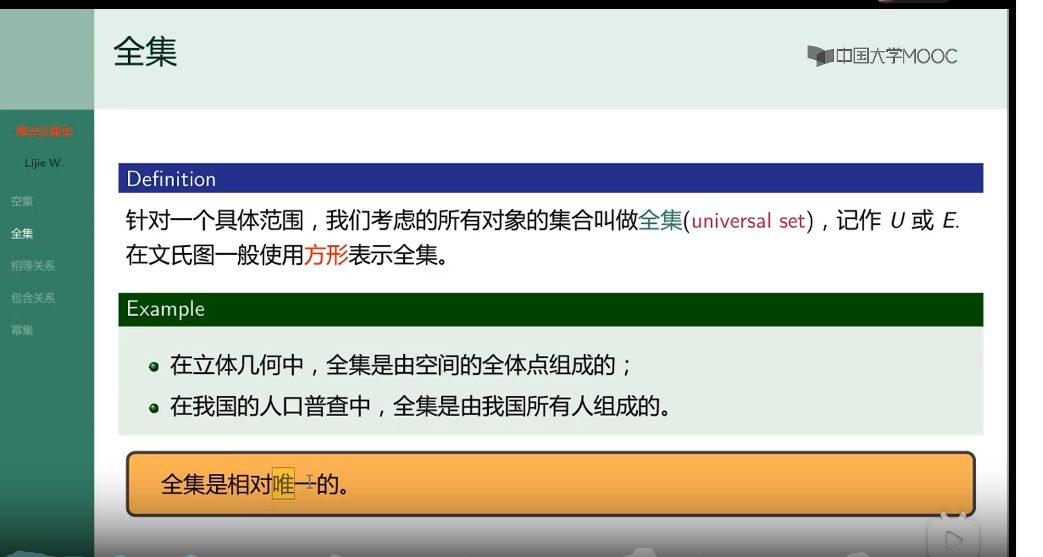 全集
中国大学MOOC
Lijie W.
空集
全集
相等关系
包含关系
幂集
Definition
针对一个具体范围，我们考虑的所有对象的集合叫做全集(universal set)，记作 U 或 E.
在文氏图一般使用方形表示全集。
Example
在立体几何中，全集是由空间的全体点组成的；
在我国的人口普查中，全集是由我国所有人组成的。
全集是相对唯一的。